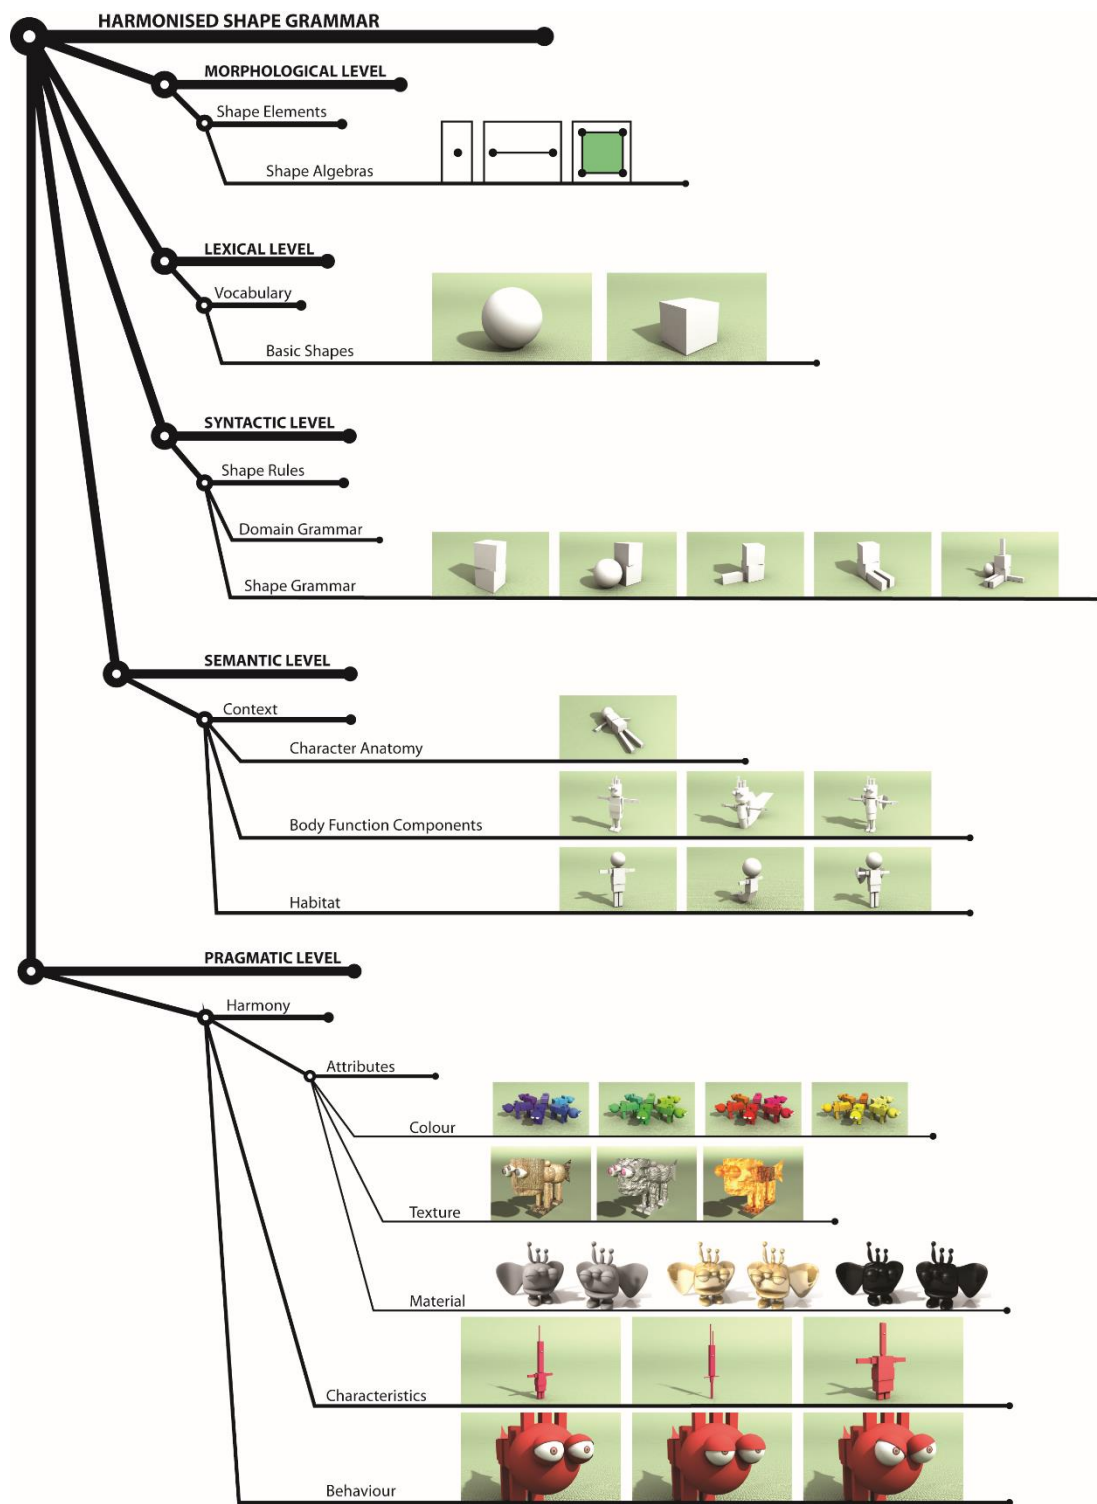 HARMONISED SHAPE GRAMMAR
MORPHOLOGICAL LEVEL
Shape Elements
Shape Algebras
LEXICAL LEVEL
Vocabulary
Basic Shapes
SYNTACTIC LEVEL
Shape Rules
Domain Grammar
Shape Grammar
SEMANTIC LEVEL
Context
Character Anatomy
Body Function Components
Habitat
PRAGMATIC LEVEL
Harmony
Attributes
Colour
Texture
Material
Characteristics
Behaviour